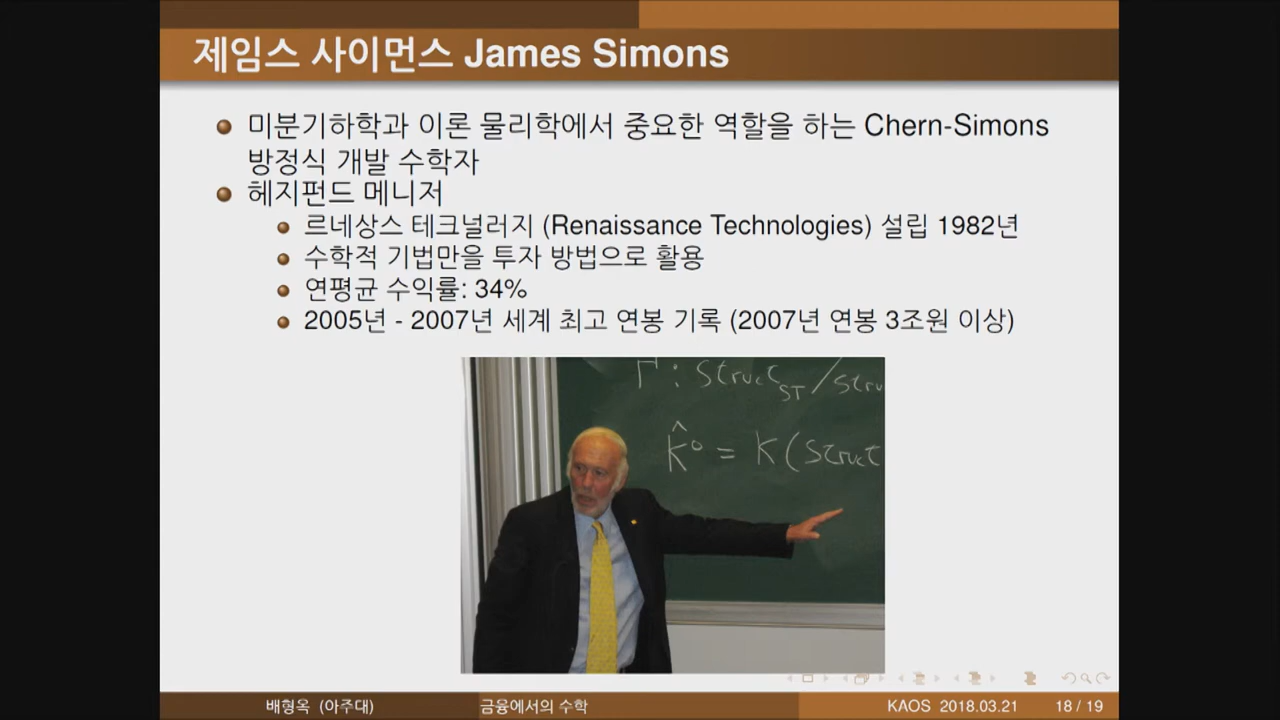 제임스 사이먼스 James Simons
미분기하학과 이론 물리학에서 중요한 역할을 하는 Chern-Simons
방정식 개발 수학자
헤지펀드 메니저
르네상스 테크널러지 (Renaissance Technologies) 설립 1982년
수학적 기법만을 투자 방법으로 활용
연평균 수익률: 34%
2005년 - 2007년 세계 최고 연봉 기록 (2007년 연봉 3조원 이상)
Γ : Struct_ST / Stru
K̂⁰ = K(Struct
배형옥 (아주대) 금융에서의 수학 KAOS 2018.03.21 18 / 19